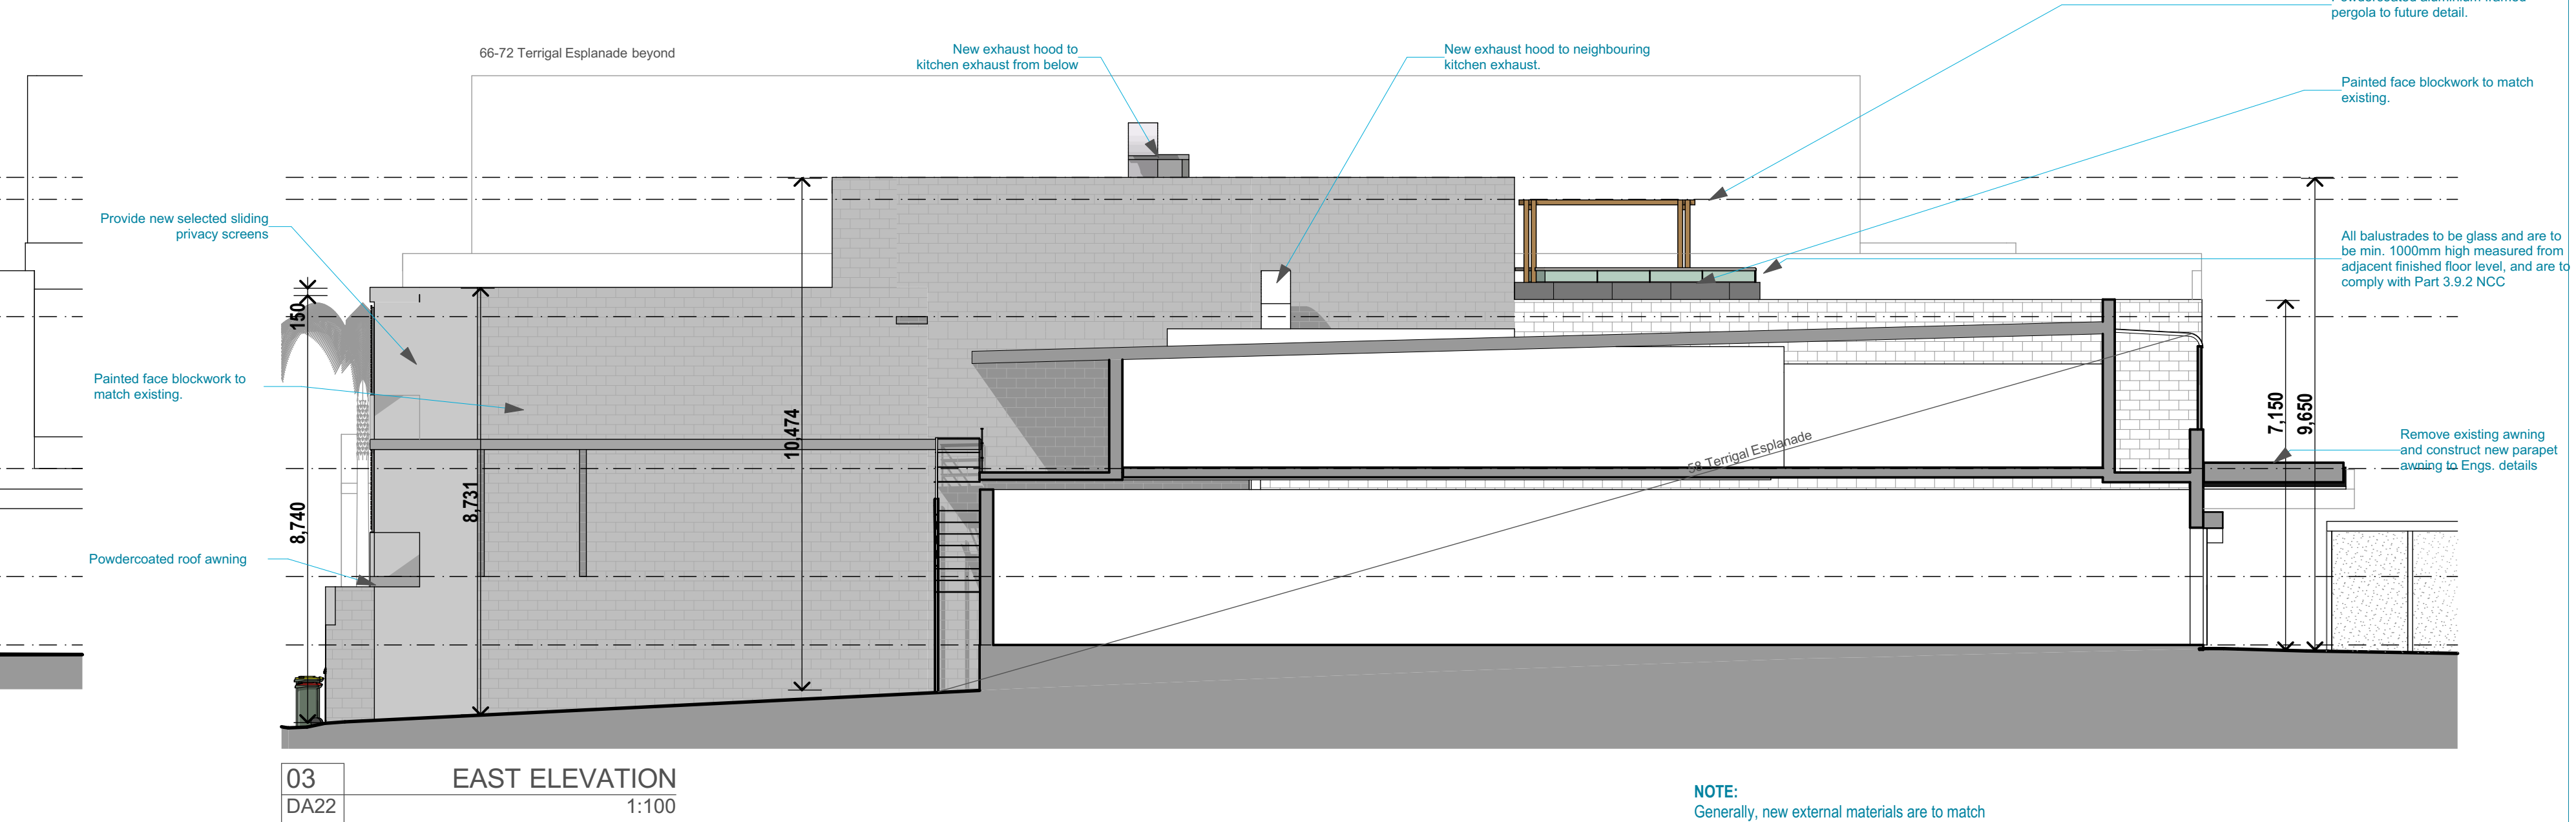 pergola to future detail.
66-72 Terrigal Esplanade beyond
New exhaust hood to
kitchen exhaust from below
New exhaust hood to neighbouring
kitchen exhaust.
Painted face blockwork to match
existing.
Provide new selected sliding
privacy screens
All balustrades to be glass and are to
be min. 1000mm high measured from
adjacent finished floor level, and are to
comply with Part 3.9.2 NCC
150
Painted face blockwork to
match existing.
10,474
7,150
9,650
Remove existing awning
and construct new parapet
awning to Engs. details
58 Terrigal Esplanade
8,740
8,731
Powdercoated roof awning
03
EAST ELEVATION
DA22
1:100
NOTE:
Generally, new external materials are to match